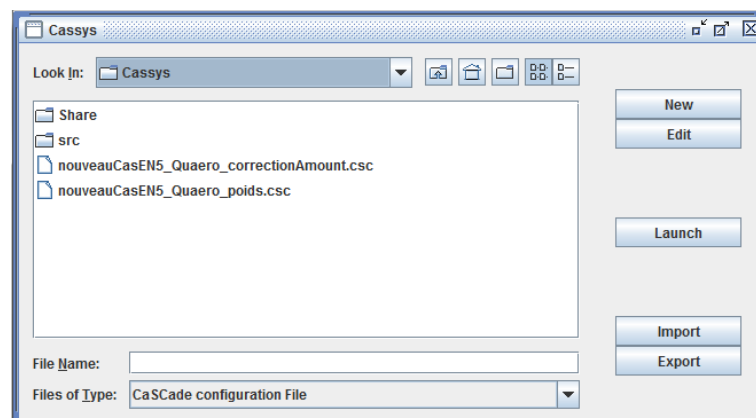 Cassys
Look In: Cassys
Share
src
nouveauCasEN5_Quaero_correctionAmount.csc
nouveauCasEN5_Quaero_poids.csc
New
Edit
Launch
Import
Export
File Name:
Files of Type: CaSCade configuration File